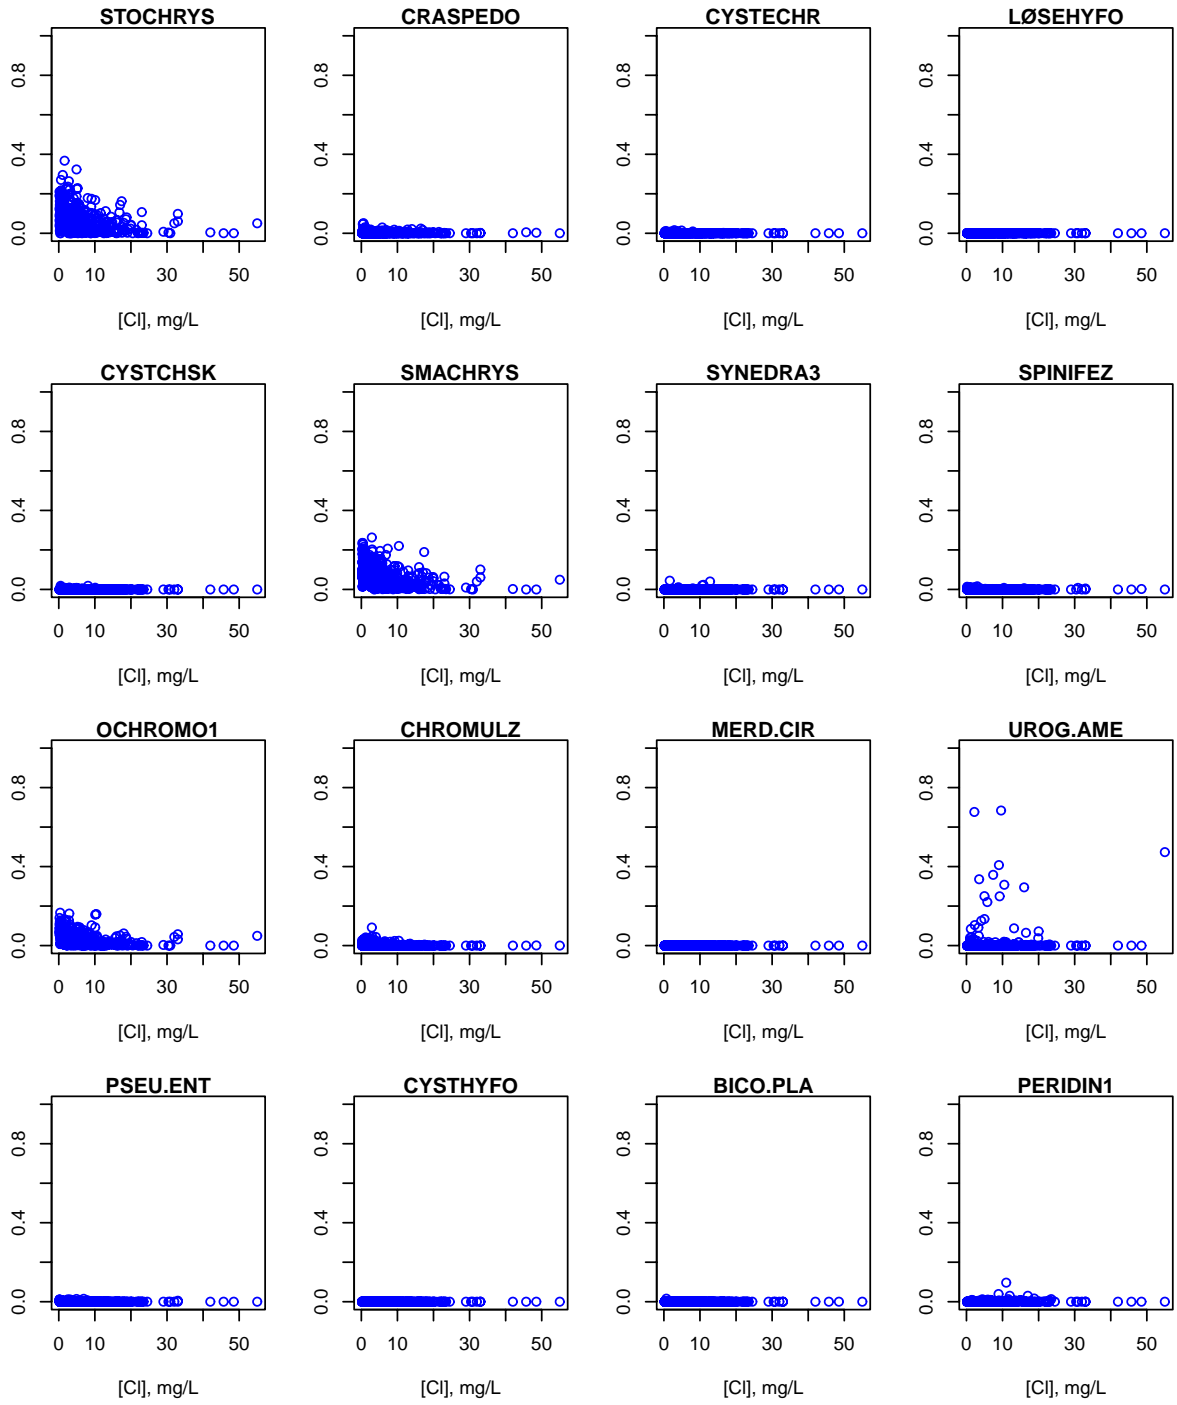 STOCHRYS CRASPEDO CYSTECHR LØSEHYFO
0.0 0.4 0.8 0.0 0.4 0.8 0.0 0.4 0.8 0.0 0.4 0.8
0 10 30 50 0 10 30 50 0 10 30 50 0 10 30 50
[Cl], mg/L [Cl], mg/L [Cl], mg/L [Cl], mg/L
CYSTCHSK SMACHRYS SYNEDRA3 SPINIFEZ
0.0 0.4 0.8 0.0 0.4 0.8 0.0 0.4 0.8 0.0 0.4 0.8
0 10 30 50 0 10 30 50 0 10 30 50 0 10 30 50
[Cl], mg/L [Cl], mg/L [Cl], mg/L [Cl], mg/L
OCHROMO1 CHROMULZ MERD.CIR UROG.AME
0.0 0.4 0.8 0.0 0.4 0.8 0.0 0.4 0.8 0.0 0.4 0.8
0 10 30 50 0 10 30 50 0 10 30 50 0 10 30 50
[Cl], mg/L [Cl], mg/L [Cl], mg/L [Cl], mg/L
PSEU.ENT CYSTHYFO BICO.PLA PERIDIN1
0.0 0.4 0.8 0.0 0.4 0.8 0.0 0.4 0.8 0.0 0.4 0.8
0 10 30 50 0 10 30 50 0 10 30 50 0 10 30 50
[Cl], mg/L [Cl], mg/L [Cl], mg/L [Cl], mg/L